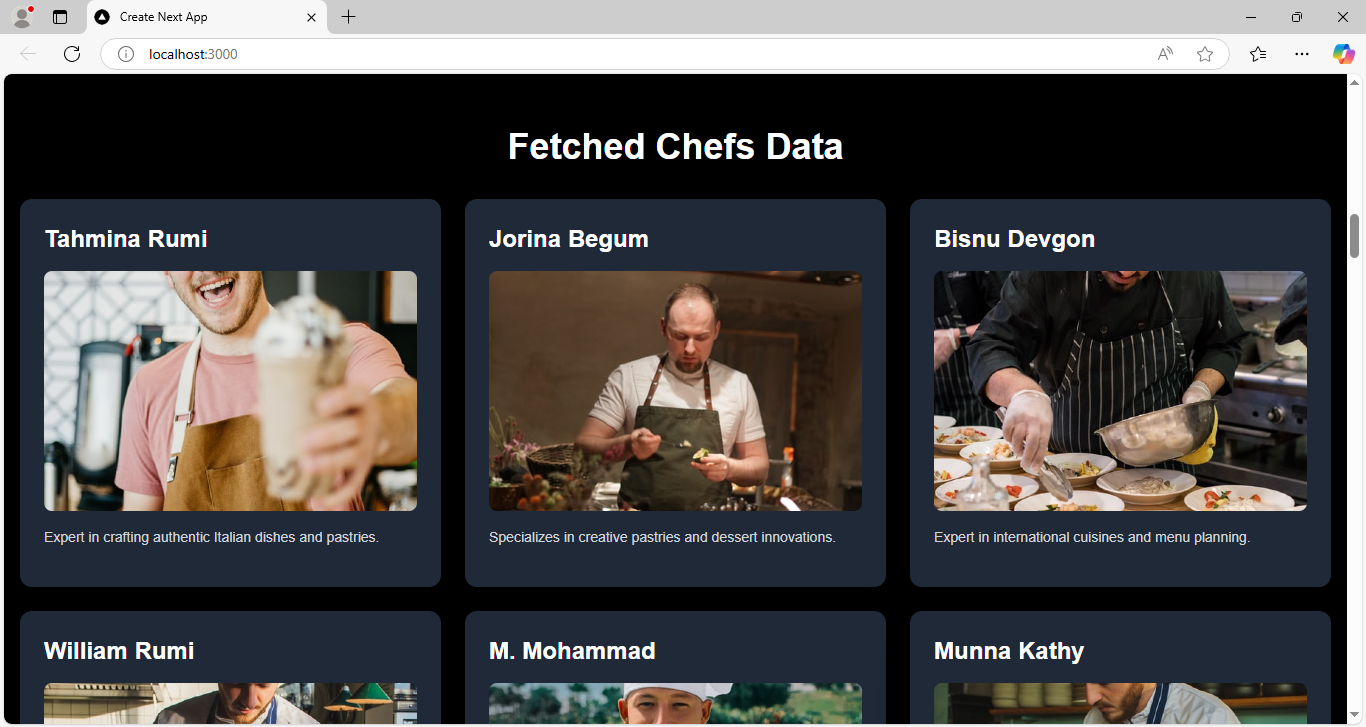 Create Next App
localhost:3000
Fetched Chefs Data
Tahmina Rumi
Jorina Begum
Bisnu Devgon
Expert in crafting authentic Italian dishes and pastries.
Specializes in creative pastries and dessert innovations.
Expert in international cuisines and menu planning.
William Rumi
M. Mohammad
Munna Kathy